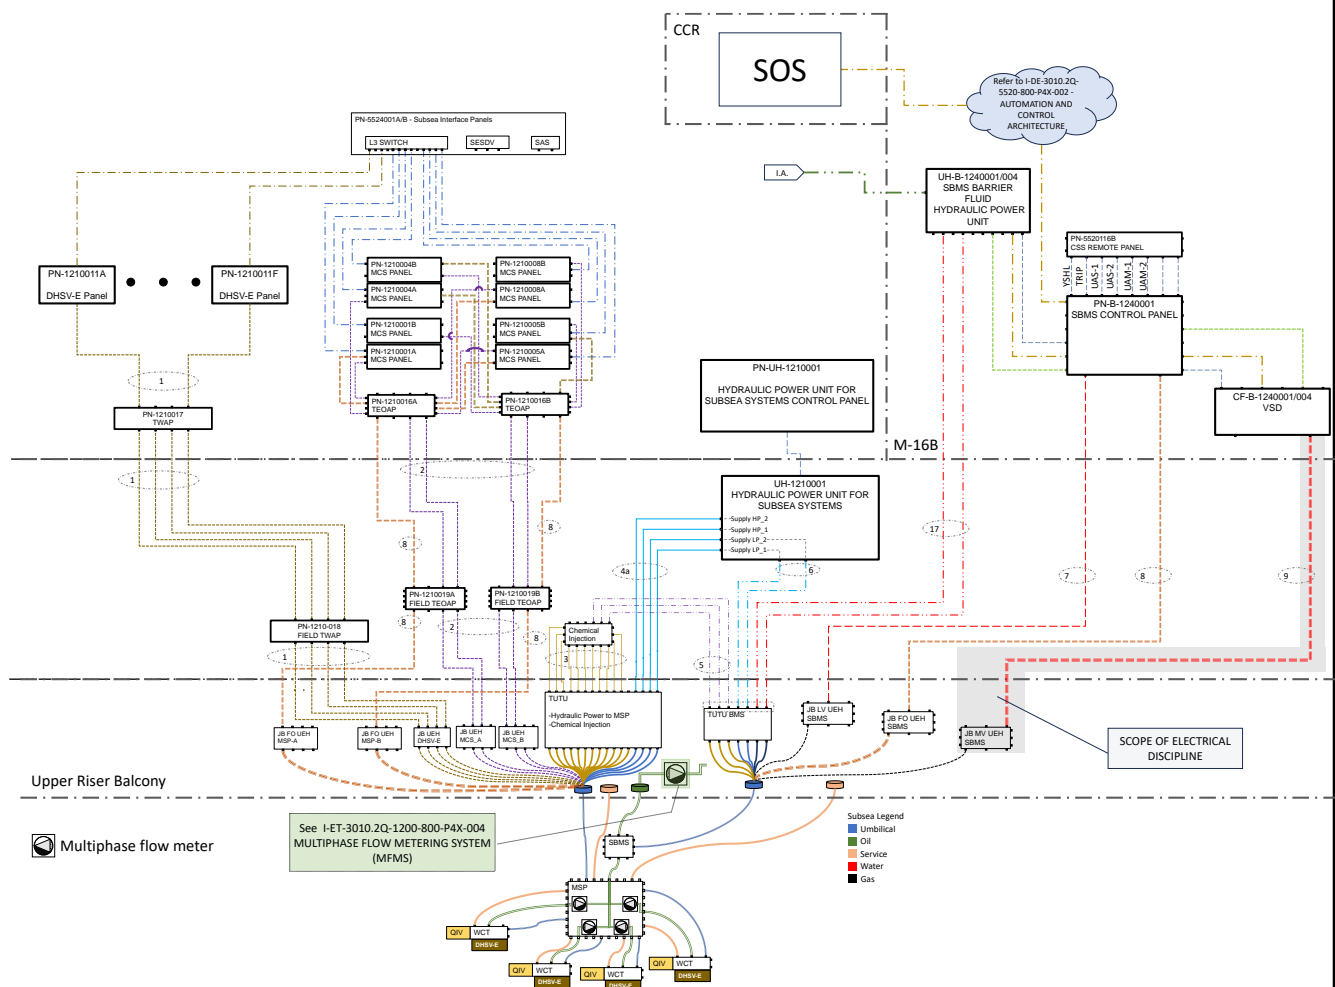 CCR
SOS
Refer to I-DE-3010.2Q-
5520-800-P4X-002 -
AUTOMATION AND
CONTROL
ARCHITECTURE
PN-5524001A/B - Subsea Interface Panels
L3 SWITCH
SESDV
SAS
I.A.
UH-B-1240001/004
SBMS BARRIER
FLUID
HYDRAULIC POWER
UNIT
PN-5520116B
CSS REMOTE PANEL
YSHL
TRIP
UAS-1
UAS-2
UAM-1
UAM-2
PN-B-1240001
SBMS CONTROL PANEL
PN-1210011A
DHSV-E Panel
PN-1210011F
DHSV-E Panel
PN-1210004B
MCS PANEL
PN-1210004A
MCS PANEL
PN-1210008B
MCS PANEL
PN-1210008A
MCS PANEL
PN-1210001B
MCS PANEL
PN-1210001A
MCS PANEL
PN-1210005B
MCS PANEL
PN-1210005A
MCS PANEL
PN-UH-1210001
HYDRAULIC POWER UNIT FOR
SUBSEA SYSTEMS CONTROL PANEL
CF-B-1240001/004
VSD
1
PN-1210017
TWAP
PN-1210016A
TEOAP
PN-1210016B
TEOAP
M-16B
1
2
UH-1210001
HYDRAULIC POWER UNIT FOR
SUBSEA SYSTEMS
Supply HP_2
Supply HP_1
Supply LP_2
Supply LP_1
8
8
17
4a
6
7
8
9
PN-1210019A
FIELD TEOAP
PN-1210019B
FIELD TEOAP
PN-1210-018
FIELD TWAP
8
2
8
Chemical
Injection
1
3
5
TUTU
-Hydraulic Power to MSP
-Chemical Injection
TUTU BMS
JB LV UEH
SBMS
JB FO UEH
SBMS
JB MV UEH
SBMS
JB FO UEH
MSP-A
JB FO UEH
MSP-B
JB UEH
DHSV-E
JB UEH
MCS_A
JB UEH
MCS_B
SCOPE OF ELECTRICAL
DISCIPLINE
Upper Riser Balcony
Multiphase flow meter
See I-ET-3010.2Q-1200-800-P4X-004
MULTIPHASE FLOW METERING SYSTEM
(MFMS)
SBMS
Subsea Legend
Umbilical
Oil
Service
Water
Gas
MSP
QIV
WCT
DHSV-E
QIV
WCT
DHSV-E
QIV
WCT
DHSV-E
QIV
WCT